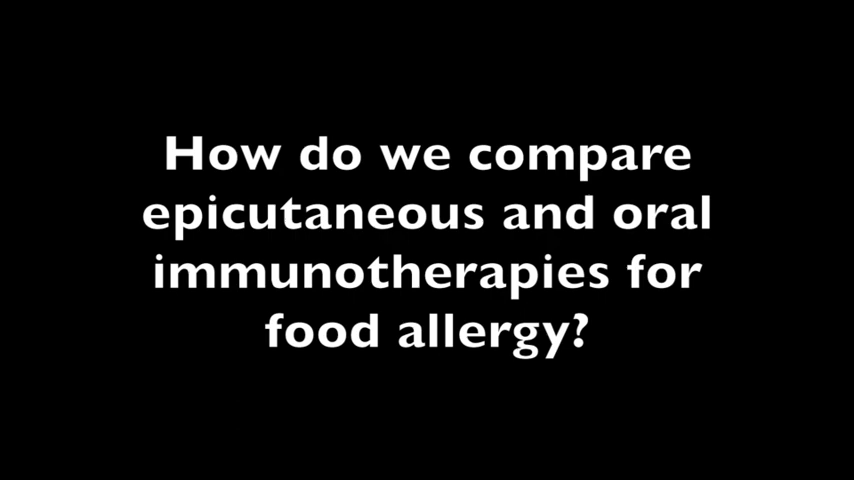 How do we compare
epicutaneous and oral
immunotherapies for
food allergy?